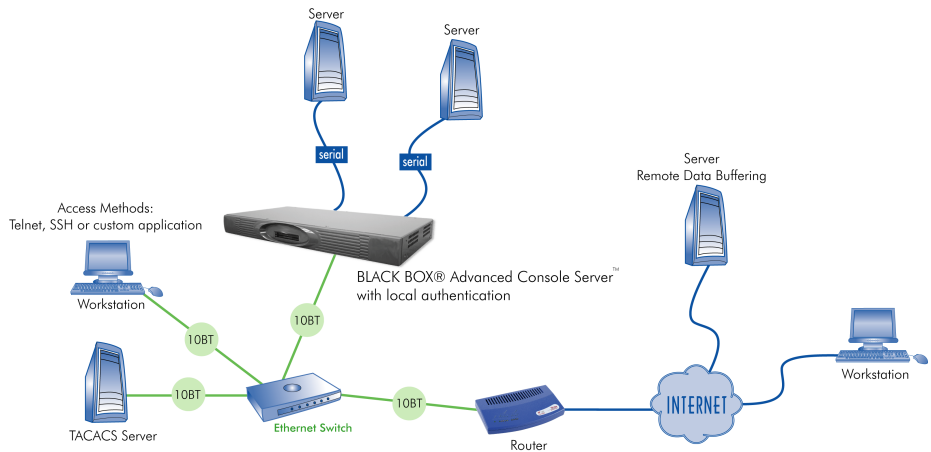 Server
Server
serial
serial
Server
Remote Data Buffering
Access Methods:
Telnet, SSH or custom application
BLACK BOX® Advanced Console Server™
with local authentication
Workstation
10BT
10BT
10BT
10BT
TACACS Server
Ethernet Switch
Router
INTERNET
Workstation